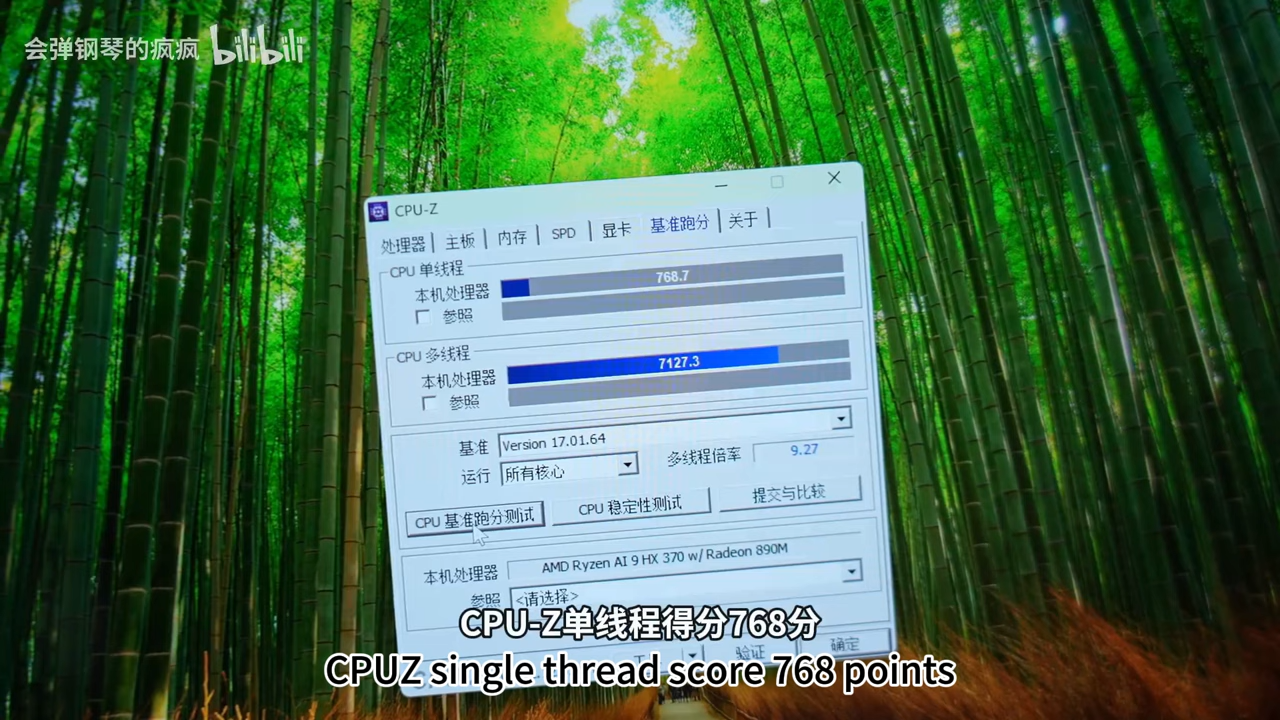 会弹钢琴的疯疯 bilibili
CPU-Z
处理器 主板 内存 SPD 显卡 基准跑分 关于
CPU 单线程
本机处理器 768.7
参照
CPU 多线程
本机处理器 7127.3
参照
基准 Version 17.01.64
运行 所有核心 多线程倍率 9.27
CPU 基准跑分测试 CPU 稳定性测试 提交与比较
本机处理器 AMD Ryzen AI 9 HX 370 w/ Radeon 890M
参照 <请选择>
验证 确定
CPU-Z单线程得分768分
CPUZ single thread score 768 points